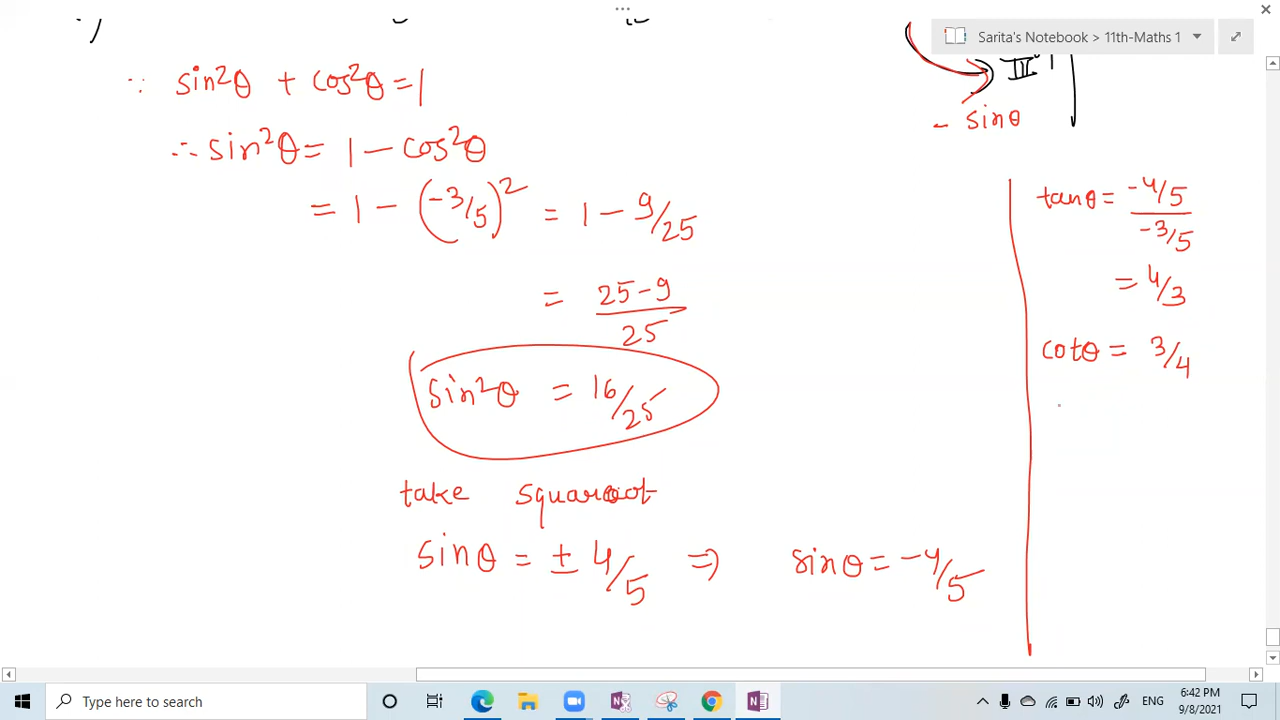 Sarita's Notebook > 11th-Maths 1
III
- sinθ
∵ sin²θ + cos²θ = 1
∴ sin²θ = 1 - cos²θ
= 1 - (-3/5)² = 1 - 9/25
= 25-9/25
sin²θ = 16/25
take squareoot
sinθ = ± 4/5 ⇒ sinθ = -4/5
tanθ = -4/5 / -3/5
= 4/3
cotθ = 3/4
Type here to search
ENG
6:42 PM
9/8/2021